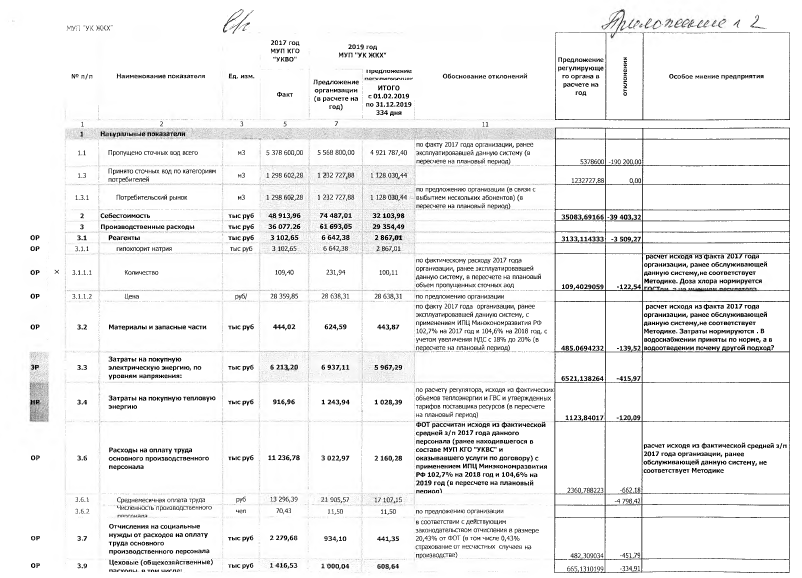 МУП "УК ЖКХ"
Приложение № 2
2017 год МУП КГО "УКВО"
2019 год МУП "УК ЖКХ"
№ п/п Наименование показателя Ед. изм. Факт Предложение организации (в расчете на год) Предложение ИТОГО с 01.02.2019 по 31.12.2019 334 дня Обоснование отклонений Предложение регулирующего органа в расчете на год отклонения Особое мнение предприятия
1 2 3 5 7 11
1 Натуральные показатели
1.1 Пропущено сточных вод всего м3 5 378 600,00 5 568 800,00 4 921 787,40 по факту 2017 года организации, ранее эксплуатировавшей данную систему (в пересчете на плановый период) 5378600 -190 200,00
1.3 Принято сточных вод по категориям потребителей м3 1 298 602,28 1 232 727,88 1 128 030,44 1232727,88 0,00
1.3.1 Потребительский рынок м3 1 298 602,28 1 232 727,88 1 128 030,44 по предложению организации (в связи с выбытием нескольких абонентов) (в пересчете на плановый период)
2 Себестоимость тыс руб 48 913,96 74 487,01 32 103,98 35083,69166 -39 403,32
3 Производственные расходы тыс руб 36 077,26 61 693,05 29 354,49
ОР 3.1 Реагенты тыс руб 3 102,65 6 642,38 2 867,01 3133,114333 -3 509,27
ОР 3.1.1 гипохлорит натрия тыс руб 3 102,65 6 642,38 2 867,01
ОР × 3.1.1.1 Количество 109,40 231,94 100,11 по фактическому расходу 2017 года организации, ранее эксплуатировавшей данную систему, в пересчете на плановый объем пропущенных сточных вод 109,4029059 -122,54 расчет исходя из факта 2017 года организации, ранее обслуживающей данную систему,не соответствует Методике. Доза хлора нормируется
ОР 3.1.1.2 Цена руб/ 28 359,85 28 638,31 28 638,31 по предложению организации
ОР 3.2 Материалы и запасные части тыс руб 444,02 624,59 443,87 по факту 2017 года организации, ранее эксплуатировавшей данную систему, с применением ИПЦ Минэкономразвития РФ 102,7% на 2017 год и 104,6% на 2018 год, с учетом увеличения НДС с 18% до 20% (в пересчете на плановый период) 485,0694232 -139,52 расчет исходя из факта 2017 года организации, ранее обслуживающей данную систему,не соответствует Методике. Затраты нормируются . В водоснабжении приняты по норме, а в водоотведении почему другой подход?
ЭР 3.3 Затраты на покупную электрическую энергию, по уровням напряжения: тыс руб 6 213,20 6 937,11 5 967,29 6521,138264 -415,97
НР 3.4 Затраты на покупную тепловую энергию тыс руб 916,96 1 243,94 1 028,39 по расчету регулятора, исходя из фактических объемов теплоэнергии и ГВС и утвержденных тарифов поставщика ресурсов (в пересчете на плановый период) 1123,84017 -120,09
ОР 3.6 Расходы на оплату труда основного производственного персонала тыс руб 11 236,78 3 022,97 2 160,28 ФОТ рассчитан исходя из фактической средней з/п 2017 года данного персонала (ранее находившегося в составе МУП КГО "УКВС" и оказывавшего услуги по договору) с применением ИПЦ Минэкономразвития РФ 102,7% на 2018 год и 104,6% на 2019 год (в пересчете на плановый период) 2360,788223 -662,18 расчет исходя из фактической средней з/п 2017 года организации, ранее обслуживающей данную систему, не соответствует Методике
3.6.1 Среднемесячная оплата труда руб 13 296,39 21 905,57 17 107,15 -4 798,42
3.6.2 Численность производственного персонала чел 70,43 11,50 11,50 по предложению организации
ОР 3.7 Отчисления на социальные нужды от расходов на оплату труда основного производственного персонала тыс руб 2 279,68 934,10 441,35 в соответствии с действующим законодательством отчисления в размере 20,43% от ФОТ (в том числе 0,43% страхование от несчастных случаев на производстве) 482,309034 -451,79
ОР 3.9 Цеховые (общехозяйственные) расходы, в том числе: тыс руб 1 416,53 1 000,04 608,64 665,1310199 -334,91